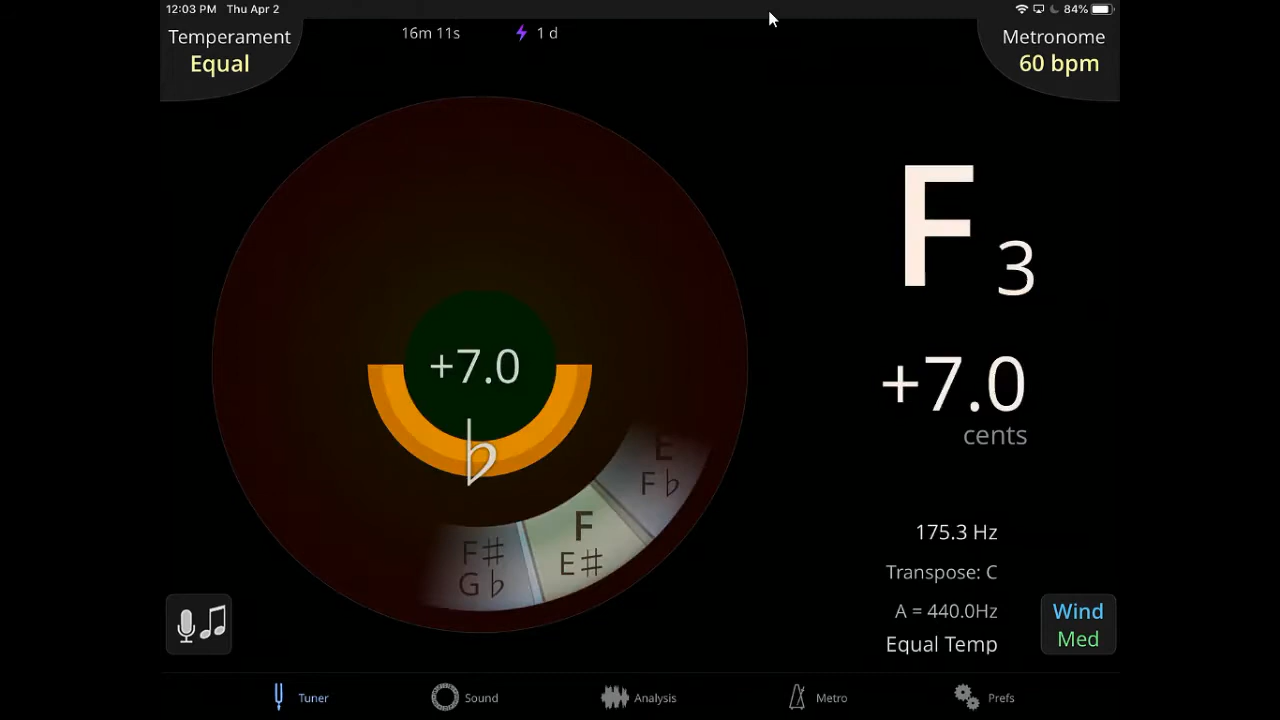 12:03 PM Thu Apr 2
84%
Temperament
Equal
16m 11s
1 d
Metronome
60 bpm
F3
+7.0
cents
+7.0
♭
E
F♭
F
E♯
F♯
G♭
175.3 Hz
Transpose: C
A = 440.0Hz
Equal Temp
Wind
Med
Tuner
Sound
Analysis
Metro
Prefs